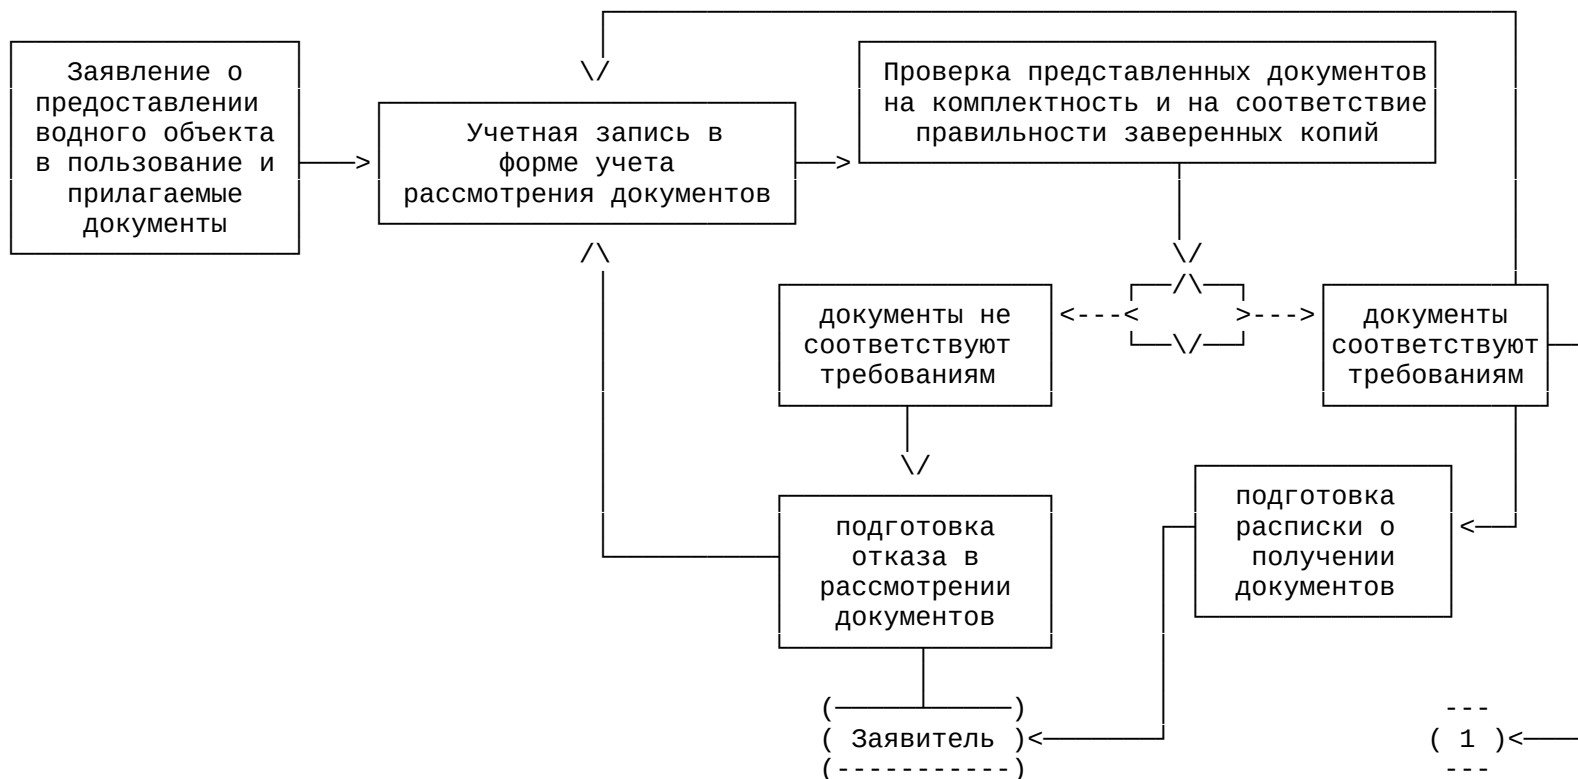 Заявление о
предоставлении
водного объекта
в пользование и
прилагаемые
документы
Учетная запись в
форме учета
рассмотрения документов
Проверка представленных документов
на комплектность и на соответствие
правильности заверенных копий
документы не
соответствуют
требованиям
документы
соответствуют
требованиям
подготовка
отказа в
рассмотрении
документов
подготовка
расписки о
получении
документов
Заявитель
( 1 )